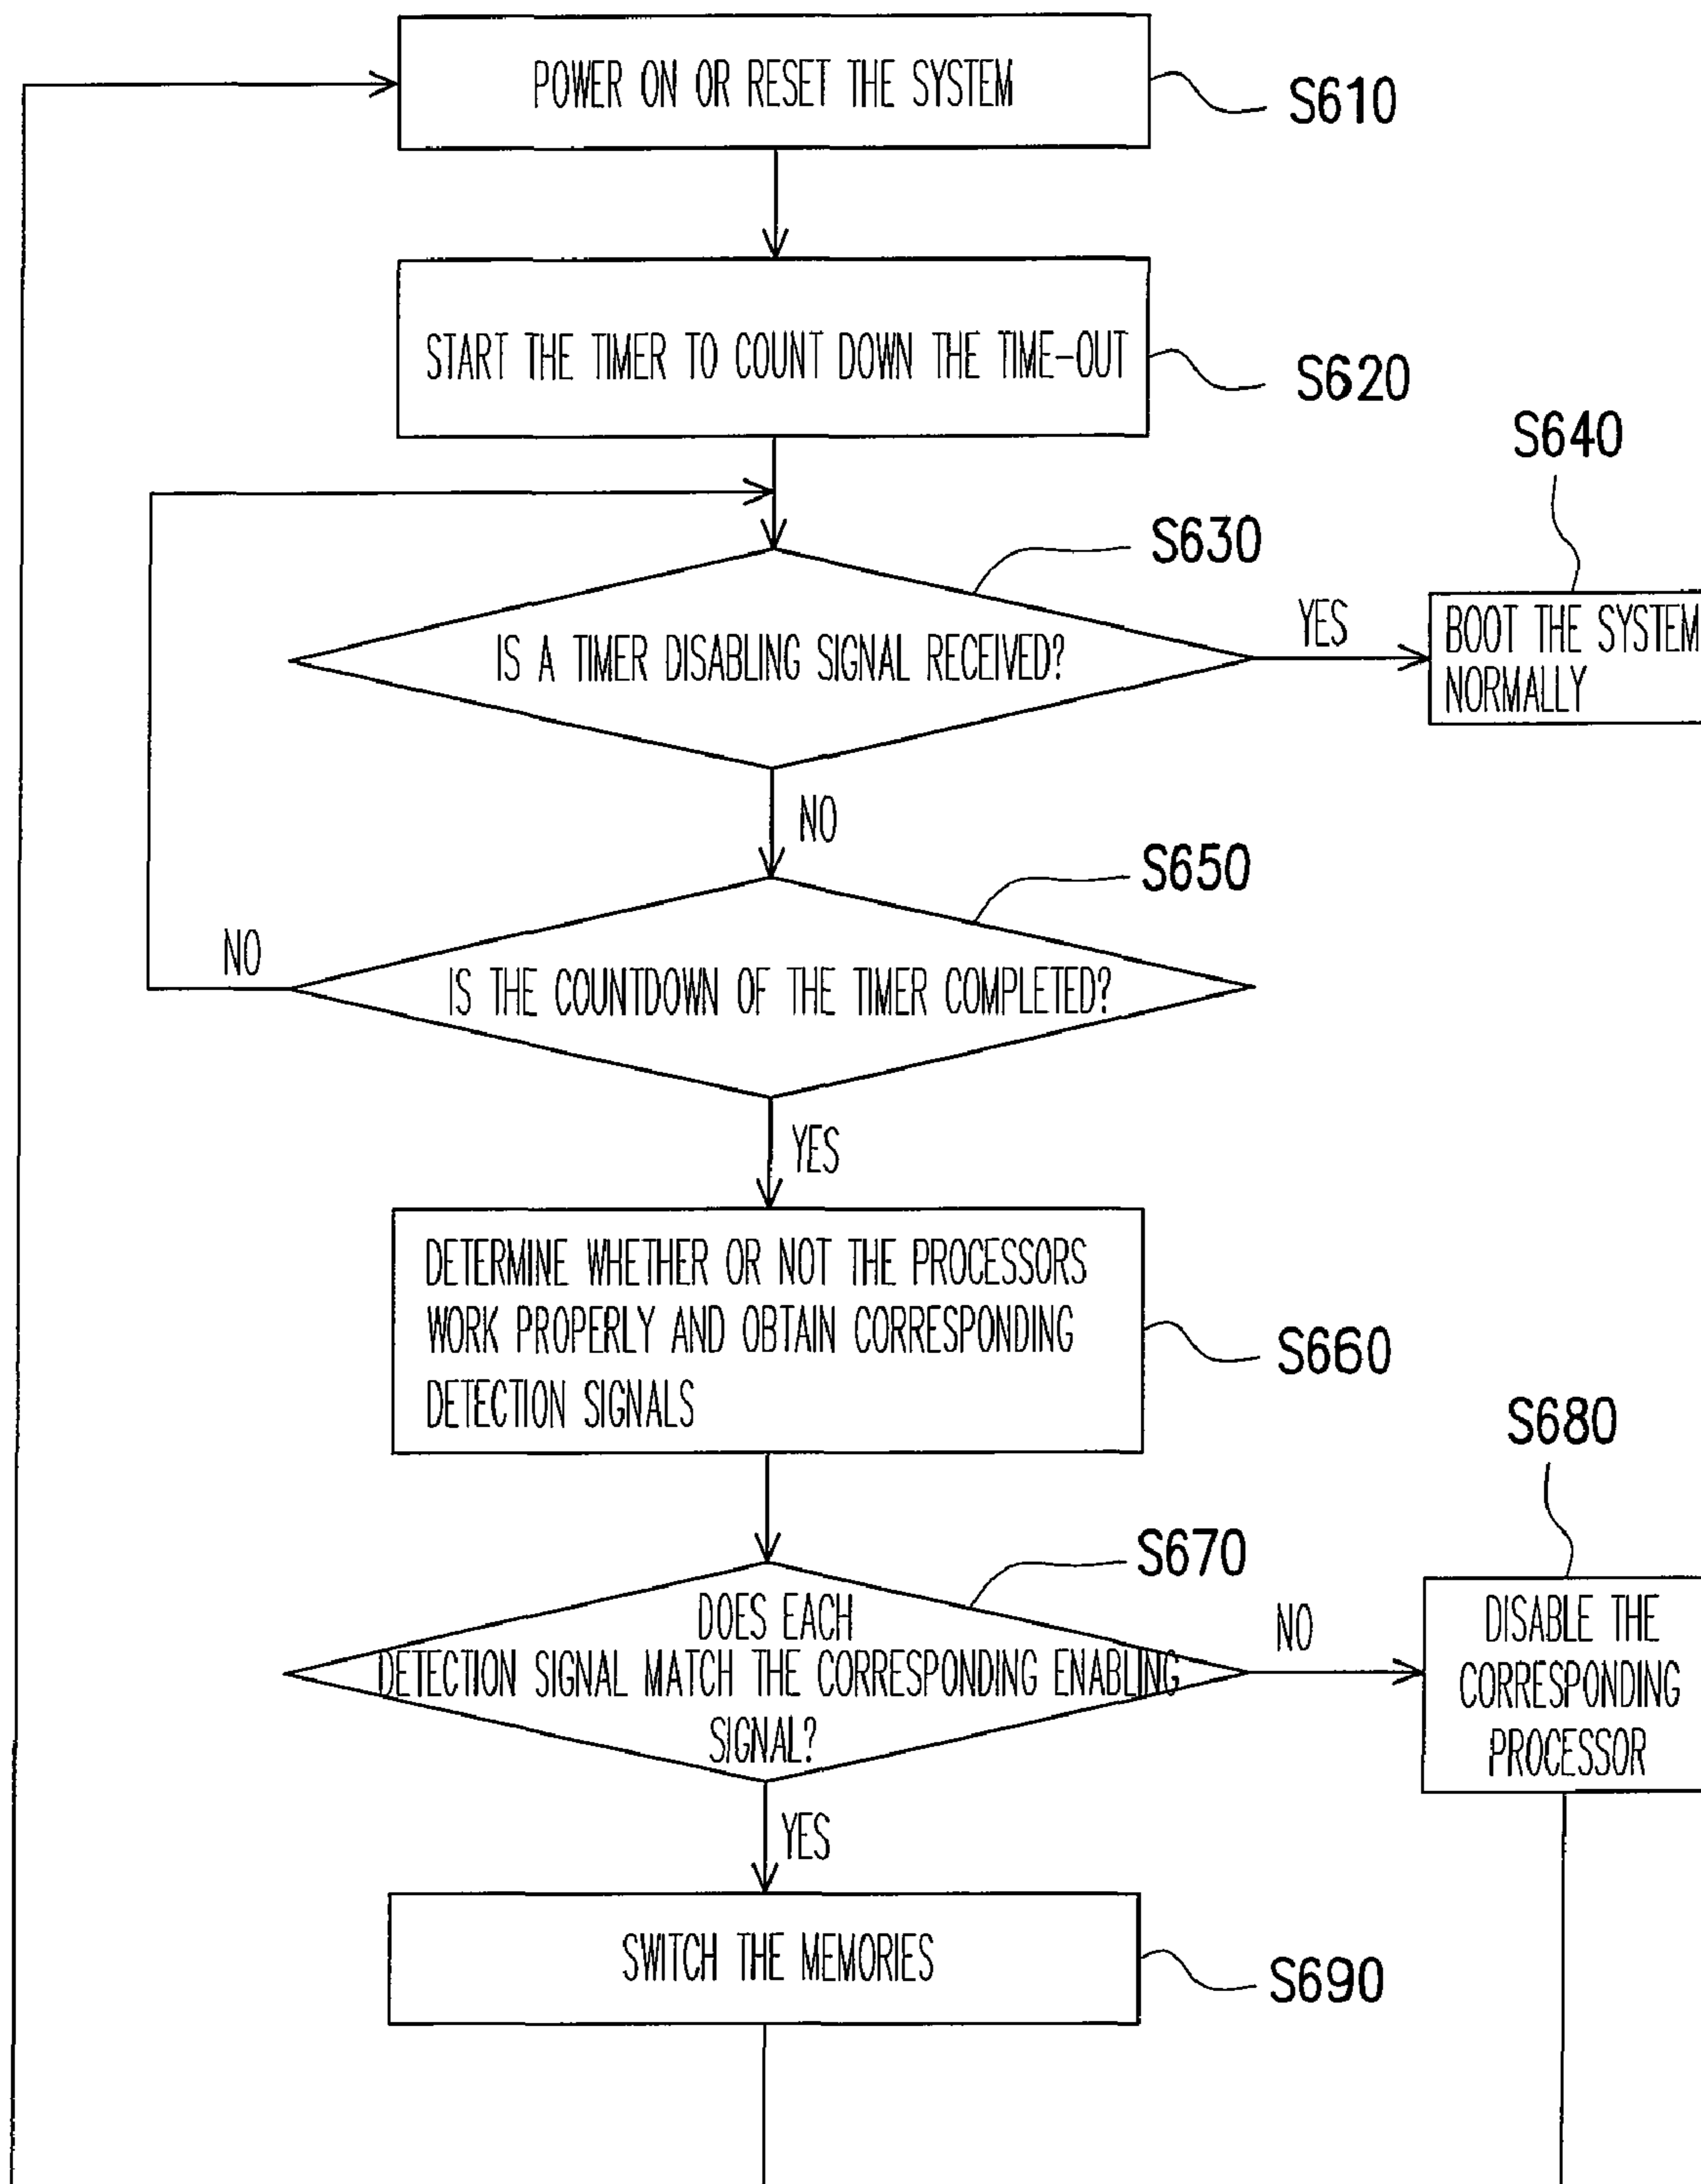 POWER ON OR RESET THE SYSTEM
S610
START THE TIMER TO COUNT DOWN THE TIME-OUT
S620
S640
S630
YES
BOOT THE SYSTEM
NORMALLY
IS A TIMER DISABLING SIGNAL RECEIVED?
NO
S650
NO
IS THE COUNTDOWN OF THE TIMER COMPLETED?
YES
DETERMINE WHETHER OR NOT THE PROCESSORS
WORK PROPERLY AND OBTAIN CORRESPONDING
DETECTION SIGNALS
S660
S680
S670
DOES EACH
DETECTION SIGNAL MATCH THE CORRESPONDING ENABLING
SIGNAL?
NO
DISABLE THE
CORRESPONDING
PROCESSOR
YES
SWITCH THE MEMORIES
S690